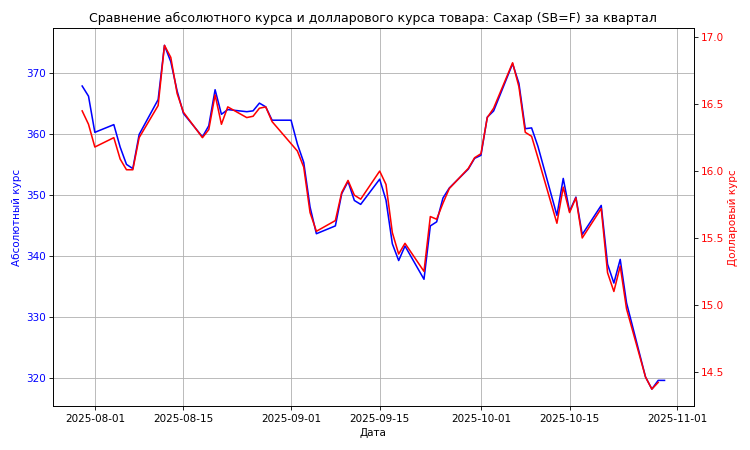 Сравнение абсолютного курса и долларового курса товара: Сахар (SB=F) за квартал
Абсолютный курс
370
360
350
340
330
320
17.0
16.5
16.0
15.5
15.0
14.5
Долларовый курс
2025-08-01 2025-08-15 2025-09-01 2025-09-15 2025-10-01 2025-10-15 2025-11-01
Дата